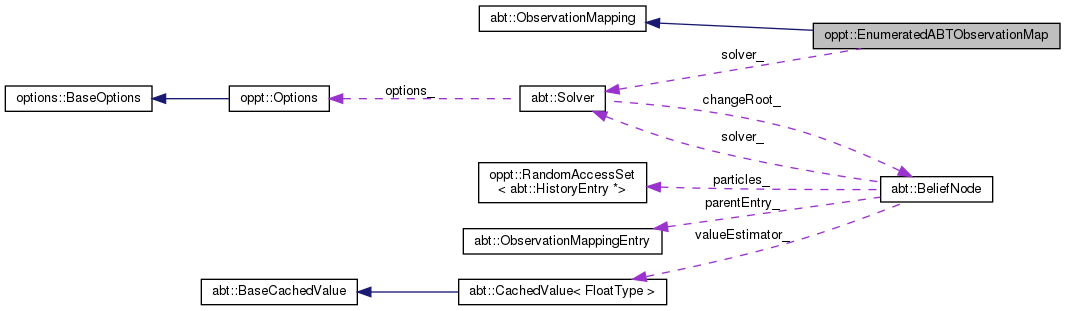 abt::ObservationMapping
oppt::EnumeratedABTObservationMap
solver_
options::BaseOptions
oppt::Options
options_
abt::Solver
changeRoot_
solver_
oppt::RandomAccessSet
< abt::HistoryEntry *>
particles_
abt::BeliefNode
parentEntry_
abt::ObservationMappingEntry
valueEstimator_
abt::BaseCachedValue
abt::CachedValue< FloatType >